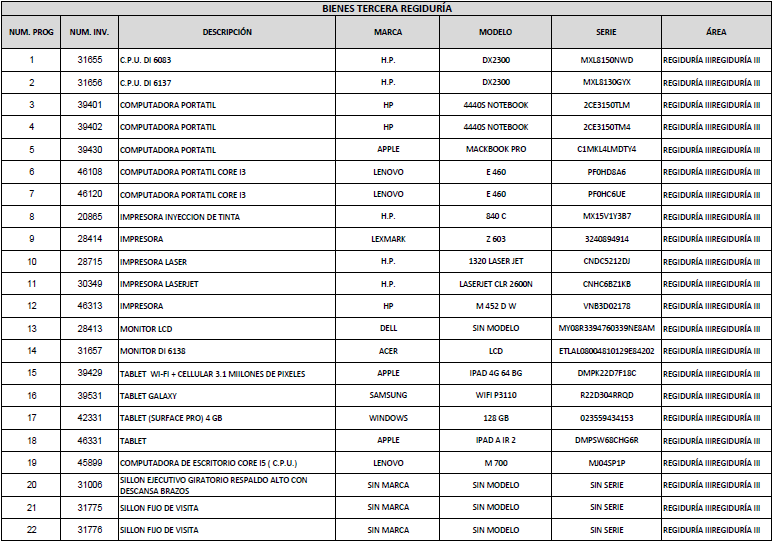 BIENES TERCERA REGIDURÍA
NUM. PROG NUM. INV. DESCRIPCIÓN MARCA MODELO SERIE ÁREA
1 31655 C.P.U. DI 6083 H.P. DX2300 MXL8150NWD REGIDURÍA IIIREGIDURÍA III
2 31656 C.P.U. DI 6137 H.P. DX2300 MXL8130GYX REGIDURÍA IIIREGIDURÍA III
3 39401 COMPUTADORA PORTATIL HP 4440S NOTEBOOK 2CE3150TLM REGIDURÍA IIIREGIDURÍA III
4 39402 COMPUTADORA PORTATIL HP 4440S NOTEBOOK 2CE3150TM4 REGIDURÍA IIIREGIDURÍA III
5 39430 COMPUTADORA PORTATIL APPLE MACKBOOK PRO C1MKL4LMDTY4 REGIDURÍA IIIREGIDURÍA III
6 46108 COMPUTADORA PORTATIL CORE I3 LENOVO E 460 PF0HD8A6 REGIDURÍA IIIREGIDURÍA III
7 46120 COMPUTADORA PORTATIL CORE I3 LENOVO E 460 PF0HC6UE REGIDURÍA IIIREGIDURÍA III
8 20865 IMPRESORA INYECCION DE TINTA H.P. 840 C MX15V1Y3B7 REGIDURÍA IIIREGIDURÍA III
9 28414 IMPRESORA LEXMARK Z 603 3240894914 REGIDURÍA IIIREGIDURÍA III
10 28715 IMPRESORA LASER H.P. 1320 LASER JET CNDC5212DJ REGIDURÍA IIIREGIDURÍA III
11 30349 IMPRESORA LASERJET H.P. LASERJET CLR 2600N CNHC6BZ1KB REGIDURÍA IIIREGIDURÍA III
12 46313 IMPRESORA HP M 452 D W VNB3D02178 REGIDURÍA IIIREGIDURÍA III
13 28413 MONITOR LCD DELL SIN MODELO MY08R3394760339NE8AM REGIDURÍA IIIREGIDURÍA III
14 31657 MONITOR DI 6138 ACER LCD ETLAL08004810129E84202 REGIDURÍA IIIREGIDURÍA III
15 39429 TABLET WI-FI + CELLULAR 3.1 MIILONES DE PIXELES APPLE IPAD 4G 64 BG DMPK22D7F18C REGIDURÍA IIIREGIDURÍA III
16 39531 TABLET GALAXY SAMSUNG WIFI P3110 R22D304RRQD REGIDURÍA IIIREGIDURÍA III
17 42331 TABLET (SURFACE PRO) 4 GB WINDOWS 128 GB 023559434153 REGIDURÍA IIIREGIDURÍA III
18 46331 TABLET APPLE IPAD A IR 2 DMPSW68CHG6R REGIDURÍA IIIREGIDURÍA III
19 45899 COMPUTADORA DE ESCRITORIO CORE I5 ( C.P.U.) LENOVO M 700 MJ04SP1P REGIDURÍA IIIREGIDURÍA III
20 31006 SILLON EJECUTIVO GIRATORIO RESPALDO ALTO CON DESCANSA BRAZOS SIN MARCA SIN MODELO SIN SERIE REGIDURÍA IIIREGIDURÍA III
21 31775 SILLON FIJO DE VISITA SIN MARCA SIN MODELO SIN SERIE REGIDURÍA IIIREGIDURÍA III
22 31776 SILLON FIJO DE VISITA SIN MARCA SIN MODELO SIN SERIE REGIDURÍA IIIREGIDURÍA III